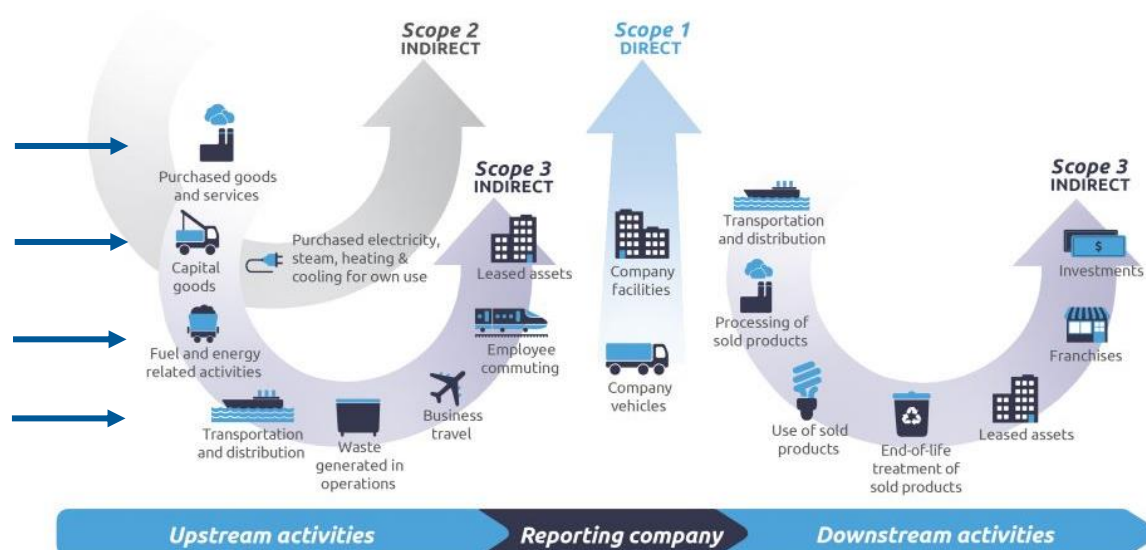 Scope 2
INDIRECT
Scope 1
DIRECT
Purchased goods
and services
Capital
goods
Purchased electricity,
steam, heating &
cooling for own use
Fuel and energy
related activities
Transportation
and distribution
Waste
generated in
operations
Business
travel
Employee
commuting
Leased assets
Scope 3
INDIRECT
Company
facilities
Company
vehicles
Transportation
and distribution
Processing of
sold products
Use of sold
products
End-of-life
treatment of
sold products
Leased assets
Franchises
$
Investments
Scope 3
INDIRECT
Upstream activities
Reporting company
Downstream activities